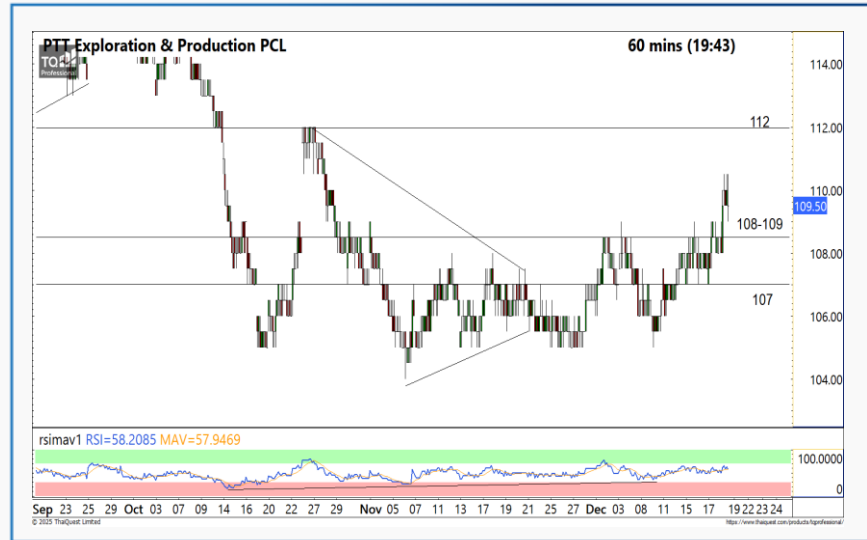 PTT Exploration & Production PCL
60 mins (19:43)
TQ
Professional
114.00
112
112.00
110.00
109.50
108-109
108.00
107
106.00
104.00
rsimav1 RSI=58.2085 MAV=57.9469
100.0000
0
Sep 23 25 29 Oct 03 07 09 14 16 20 22 27 29 Nov 05 07 11 13 17 19 21 25 27 Dec 03 09 11 15 17 19 22 23 24
© 2025 ThaiQuest Limited
https://www.thaiquest.com/products/tqprofessional/